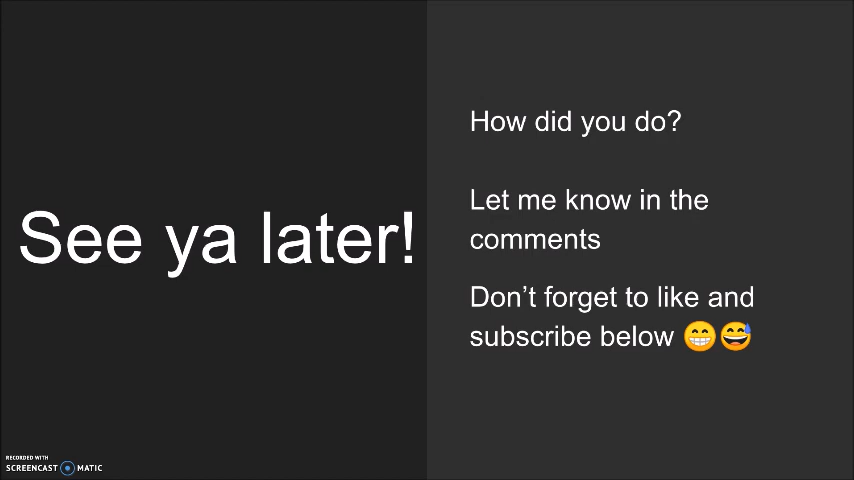 See ya later!
How did you do?
Let me know in the
comments
Don’t forget to like and
subscribe below 😁😅
RECORDED WITH
SCREENCAST MATIC